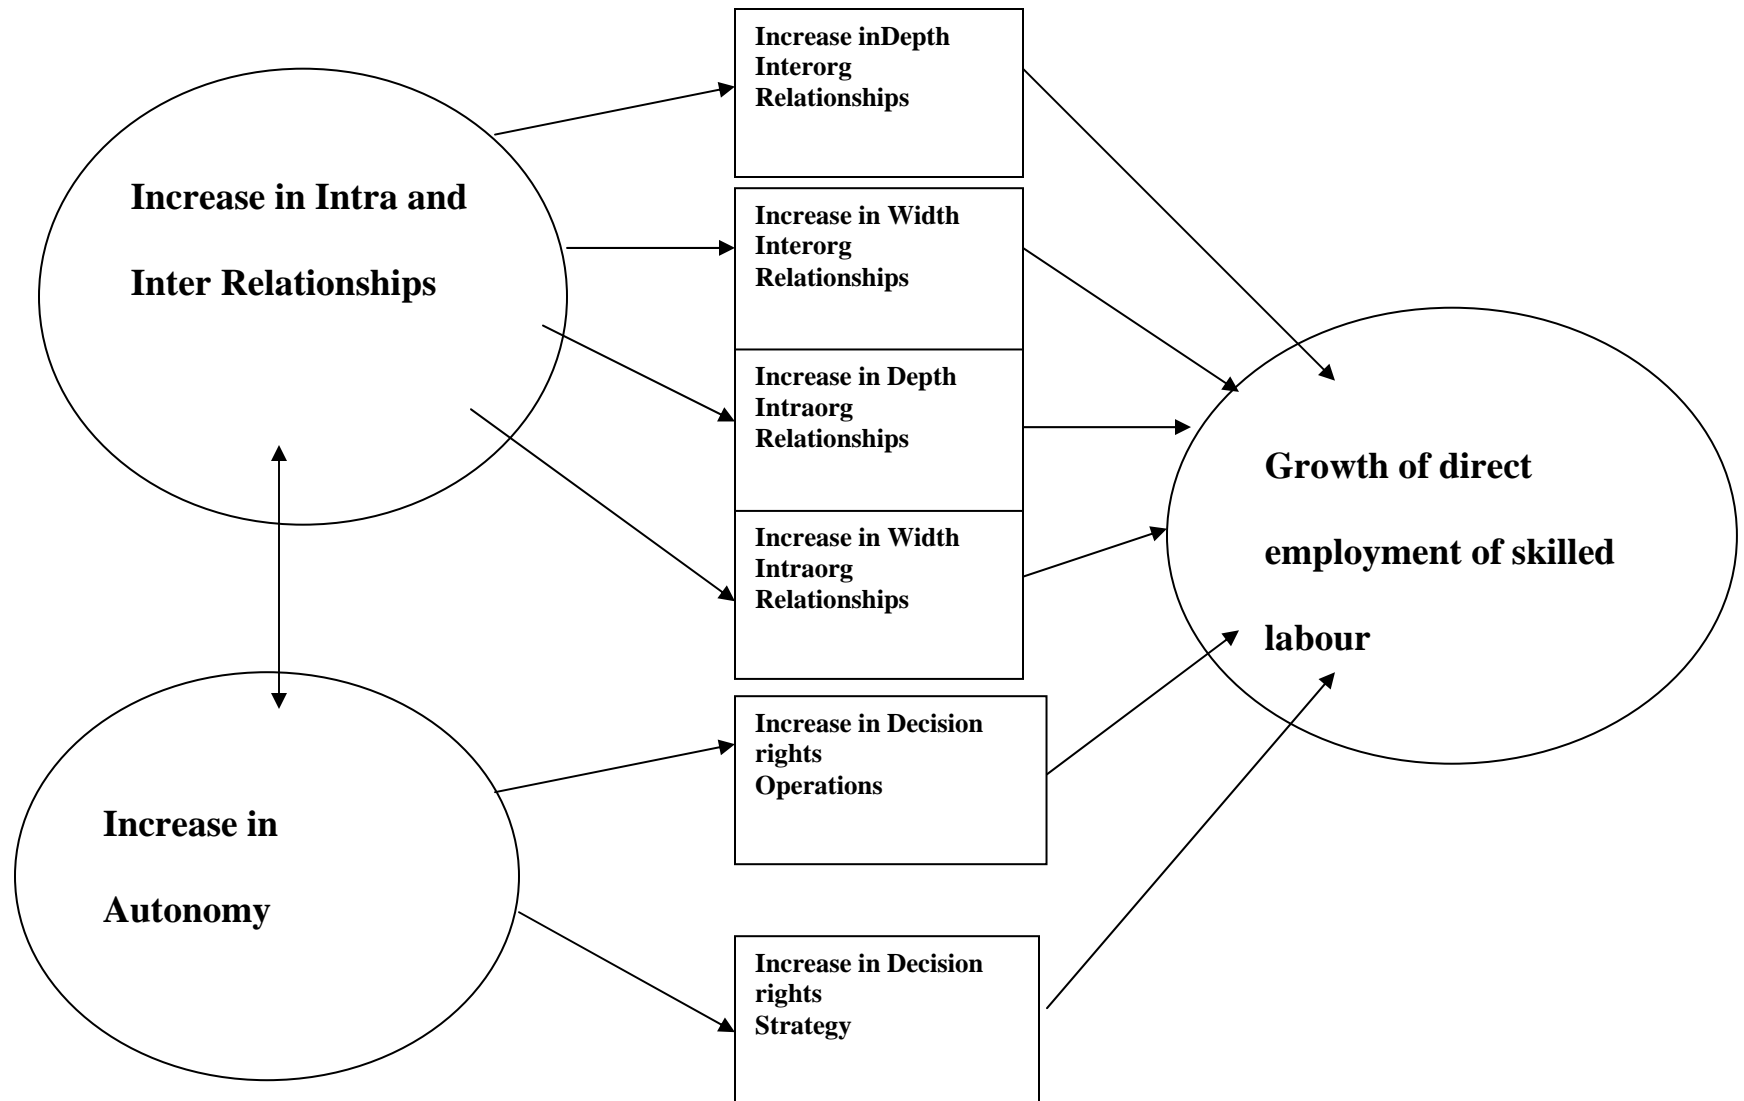 Increase inDepth
Interorg
Relationships
Increase in Intra and
Inter Relationships
Increase in Width
Interorg
Relationships
Increase in Depth
Intraorg
Relationships
Increase in Width
Intraorg
Relationships
Growth of direct
employment of skilled
labour
Increase in
Autonomy
Increase in Decision
rights
Operations
Increase in Decision
rights
Strategy